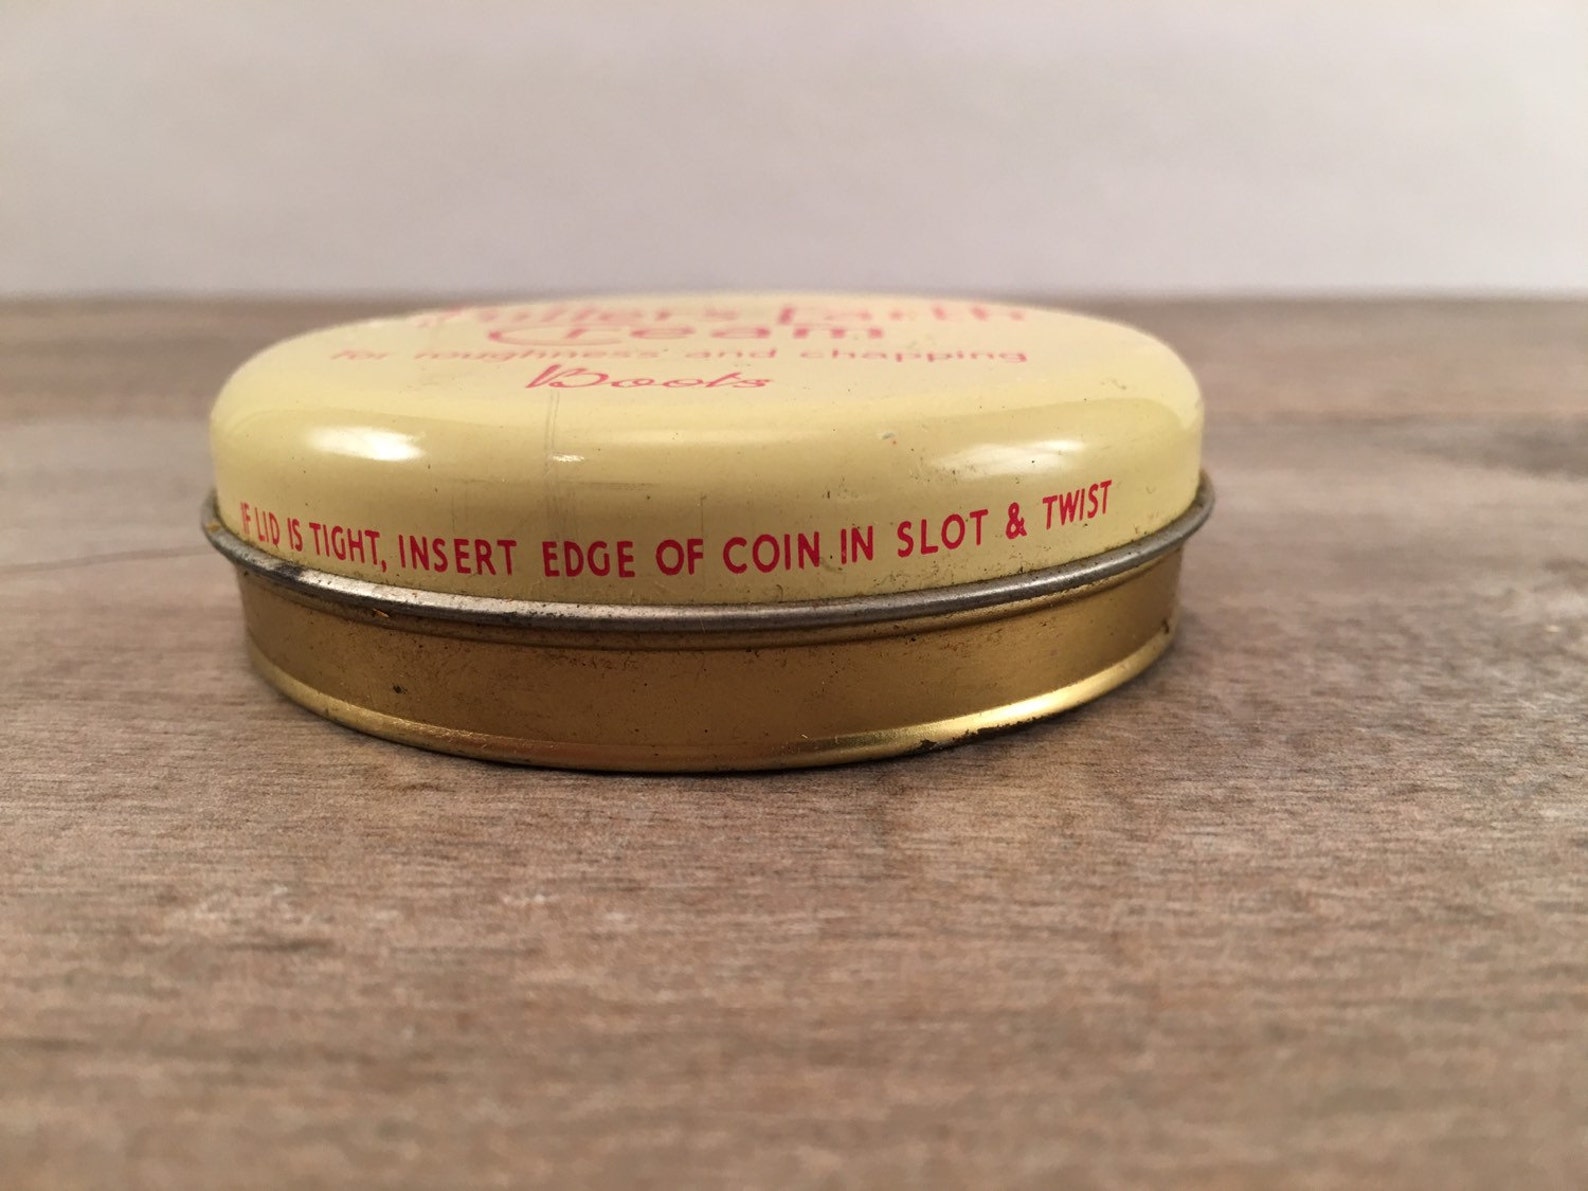 Fuller's Earth
Cream
for roughness and chapping
Boots
IF LID IS TIGHT, INSERT EDGE OF COIN IN SLOT & TWIST